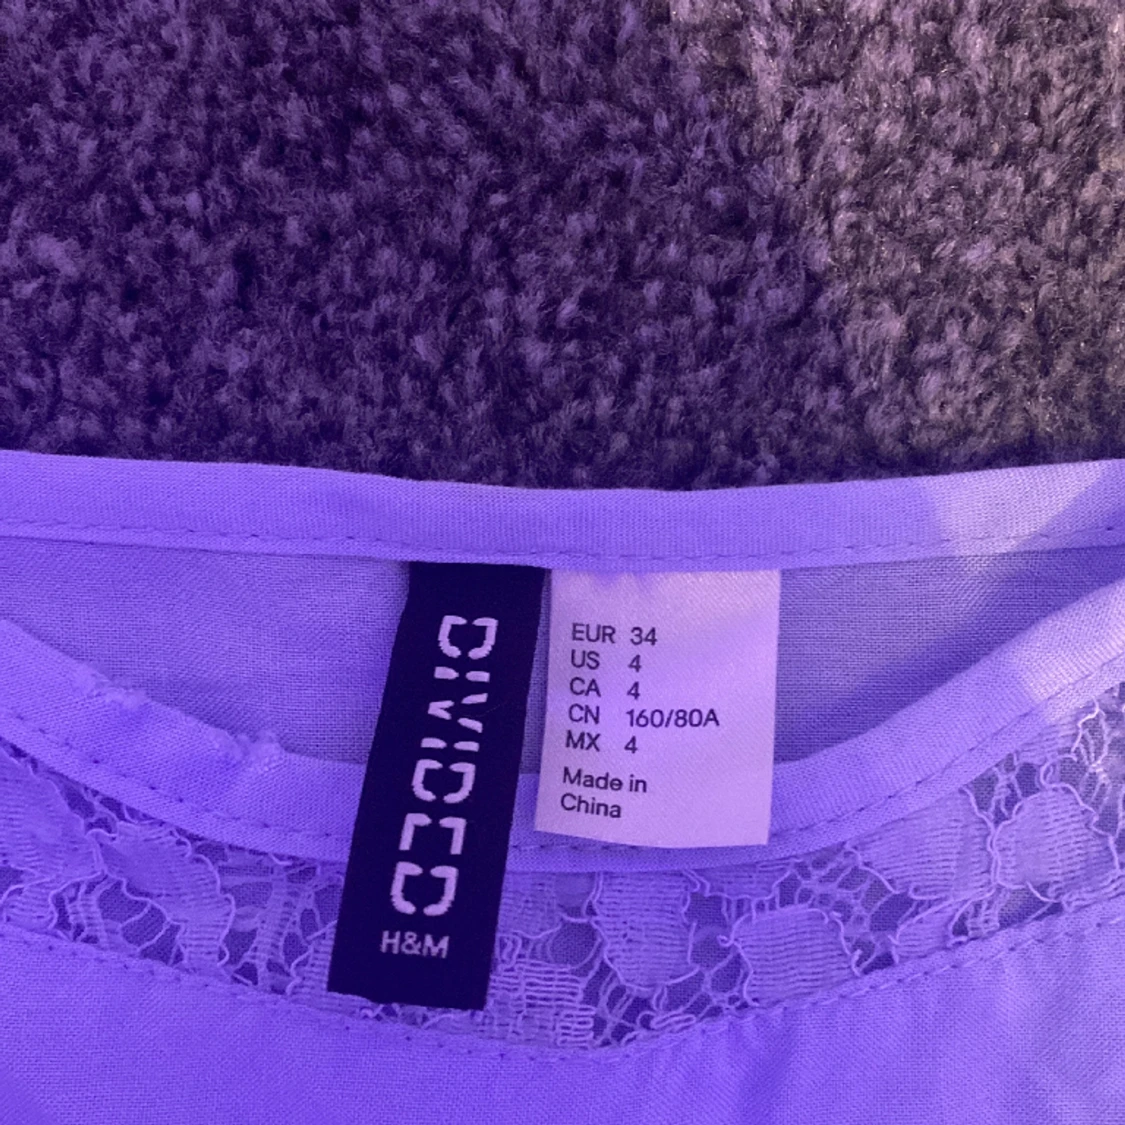 DIVIDED
H&M
EUR 34
US 4
CA 4
CN 160/80A
MX 4
Made in
China